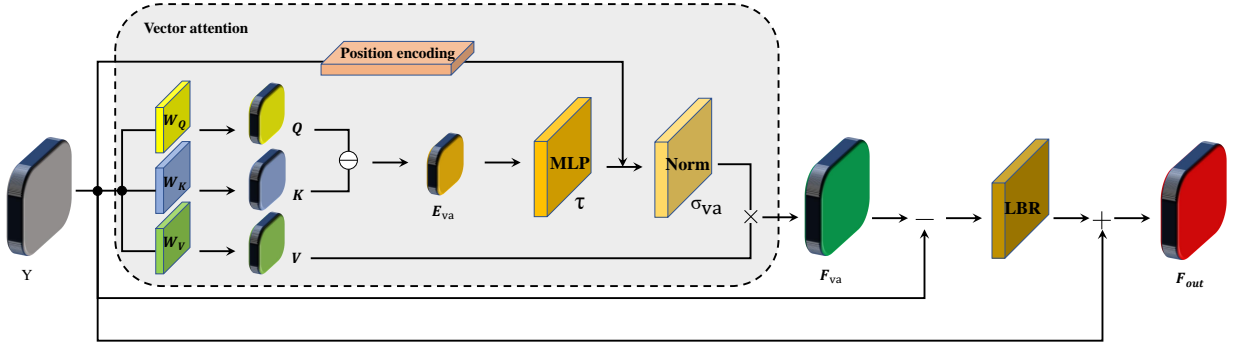 Vector attention
Position encoding
W_Q
Q
W_K
K
W_V
V
E_va
MLP
τ
Norm
σ_va
Y
F_va
LBR
F_out